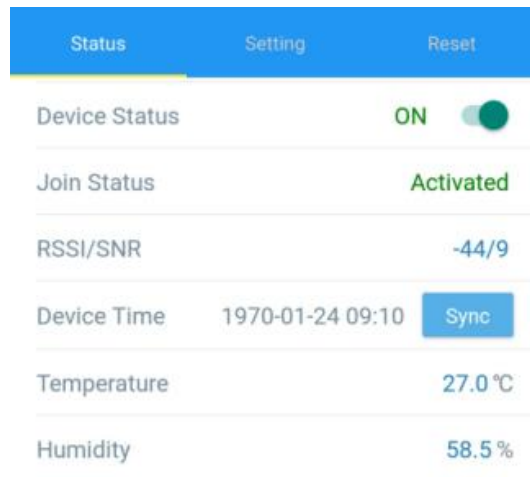 Status Setting Reset
Device Status ON
Join Status Activated
RSSI/SNR -44/9
Device Time 1970-01-24 09:10 Sync
Temperature 27.0 ℃
Humidity 58.5 %